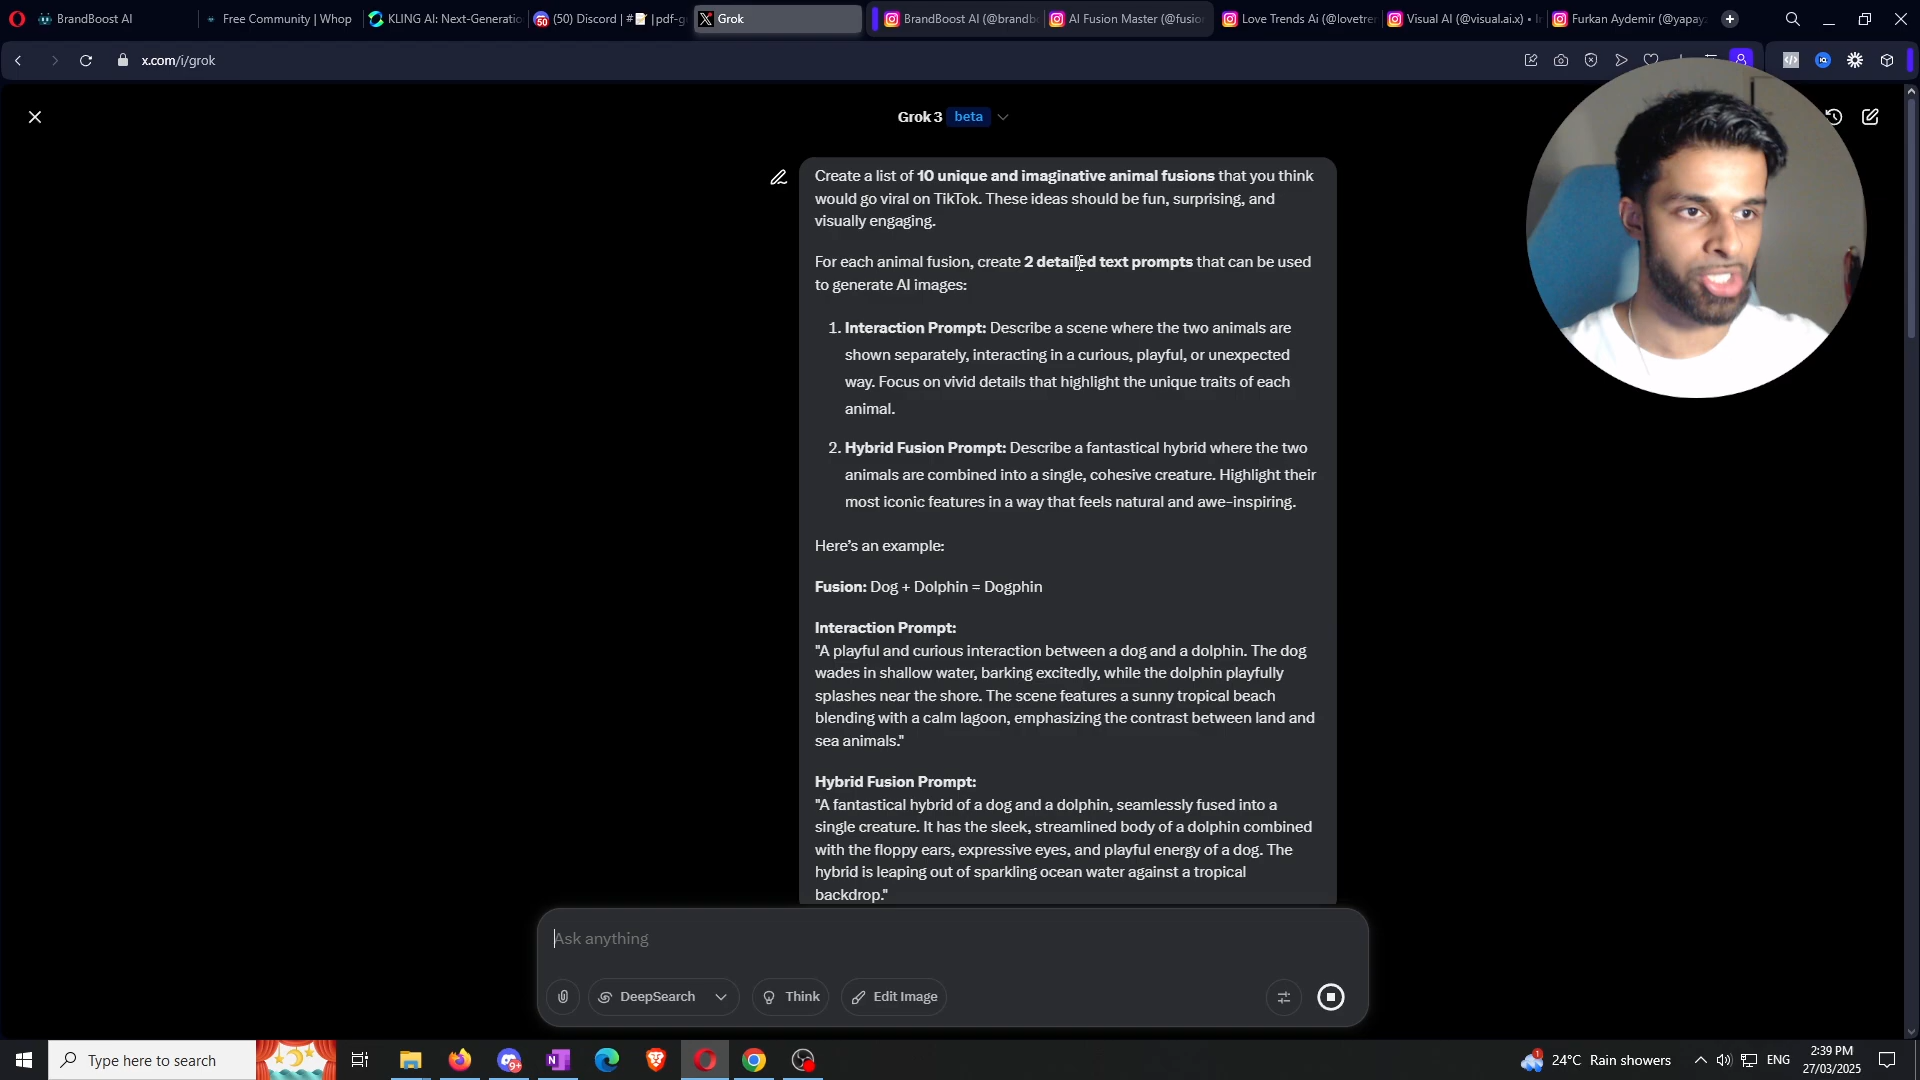 BrandBoost AI
Free Community | Whop
KLING AI: Next-Generatio
(50) Discord | #📝 | pdf-g
Grok
BrandBoost AI (@brandb
AI Fusion Master (@fusio
Love Trends Ai (@lovetre
Visual AI (@visual.ai.x) • In
Furkan Aydemir (@yapay
x.com/i/grok
Grok 3 beta
Create a list of 10 unique and imaginative animal fusions that you think
would go viral on TikTok. These ideas should be fun, surprising, and
visually engaging.
For each animal fusion, create 2 detailed text prompts that can be used
to generate AI images:
1. Interaction Prompt: Describe a scene where the two animals are
shown separately, interacting in a curious, playful, or unexpected
way. Focus on vivid details that highlight the unique traits of each
animal.
2. Hybrid Fusion Prompt: Describe a fantastical hybrid where the two
animals are combined into a single, cohesive creature. Highlight their
most iconic features in a way that feels natural and awe-inspiring.
Here's an example:
Fusion: Dog + Dolphin = Dogphin
Interaction Prompt:
"A playful and curious interaction between a dog and a dolphin. The dog
wades in shallow water, barking excitedly, while the dolphin playfully
splashes near the shore. The scene features a sunny tropical beach
blending with a calm lagoon, emphasizing the contrast between land and
sea animals."
Hybrid Fusion Prompt:
"A fantastical hybrid of a dog and a dolphin, seamlessly fused into a
single creature. It has the sleek, streamlined body of a dolphin combined
with the floppy ears, expressive eyes, and playful energy of a dog. The
hybrid is leaping out of sparkling ocean water against a tropical
backdrop."
Ask anything
DeepSearch
Think
Edit Image
Type here to search
24°C Rain showers
ENG
2:39 PM
27/03/2025